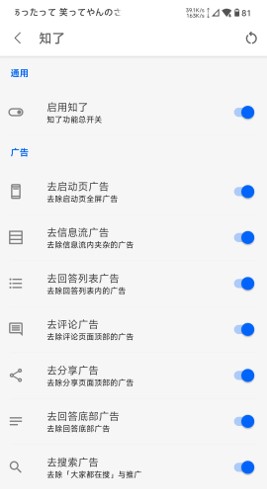 あったって 笑ってやんのさ 39.1K/s 163K/s 81
知了
通用
启用知了
知了功能总开关
广告
去启动页广告
去除启动页全屏广告
去信息流广告
去除信息流内夹杂的广告
去回答列表广告
去除回答列表内的广告
去评论广告
去除评论页面顶部的广告
去分享广告
去除分享页面顶部的广告
去回答底部广告
去除回答底部广告
去搜索广告
去除「大家都在搜」与推广